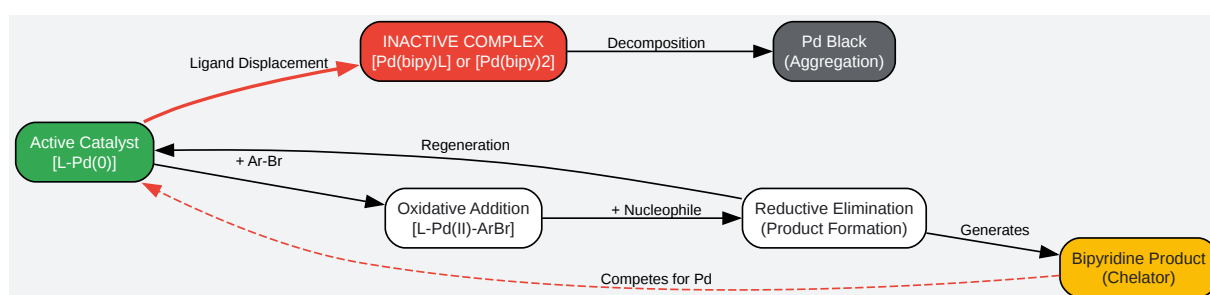 INACTIVE COMPLEX
[Pd(bipy)L] or [Pd(bipy)2]
Decomposition
Pd Black
(Aggregation)
Ligand Displacement
Active Catalyst
[L-Pd(0)]
Regeneration
+ Ar-Br
Oxidative Addition
[L-Pd(II)-ArBr]
+ Nucleophile
Reductive Elimination
(Product Formation)
Generates
Bipyridine Product
(Chelator)
Competes for Pd